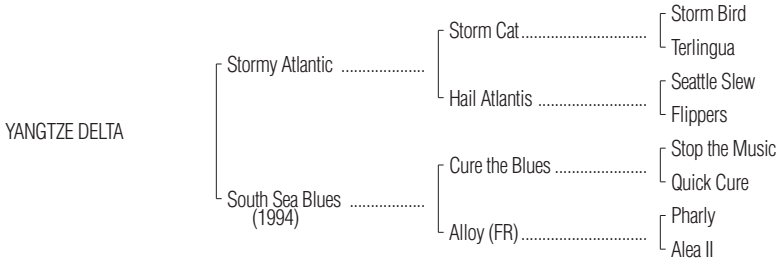 Storm Bird
Storm Cat........................................
Terlingua
Stormy Atlantic ....................
Seattle Slew
Hail Atlantis ..................................
Flippers
YANGTZE DELTA
Stop the Music
Cure the Blues .............................
Quick Cure
South Sea Blues ..................
(1994)
Pharly
Alloy (FR).......................................
Alea II